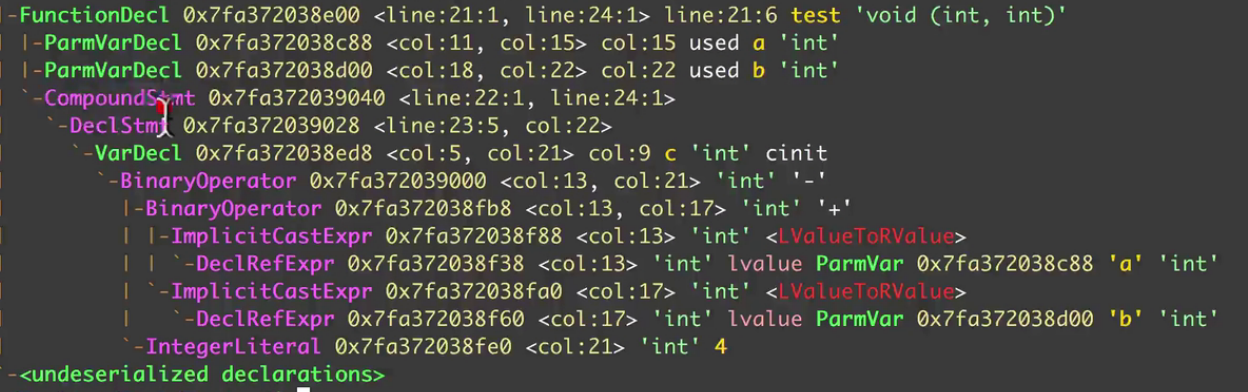 |-FunctionDecl 0x7fa372038e00 <line:21:1, line:24:1> line:21:6 test 'void (int, int)'
| |-ParmVarDecl 0x7fa372038c88 <col:11, col:15> col:15 used a 'int'
| |-ParmVarDecl 0x7fa372038d00 <col:18, col:22> col:22 used b 'int'
| `-CompoundStmt 0x7fa372039040 <line:22:1, line:24:1>
|   `-DeclStmt 0x7fa372039028 <line:23:5, col:22>
|     `-VarDecl 0x7fa372038ed8 <col:5, col:21> col:9 c 'int' cinit
|       `-BinaryOperator 0x7fa372039000 <col:13, col:21> 'int' '-'
|         |-BinaryOperator 0x7fa372038fb8 <col:13, col:17> 'int' '+'
|         | |-ImplicitCastExpr 0x7fa372038f88 <col:13> 'int' <LValueToRValue>
|         | | `-DeclRefExpr 0x7fa372038f38 <col:13> 'int' lvalue ParmVar 0x7fa372038c88 'a' 'int'
|         | `-ImplicitCastExpr 0x7fa372038fa0 <col:17> 'int' <LValueToRValue>
|         |   `-DeclRefExpr 0x7fa372038f60 <col:17> 'int' lvalue ParmVar 0x7fa372038d00 'b' 'int'
|         `-IntegerLiteral 0x7fa372038fe0 <col:21> 'int' 4
`-<undeserialized declarations>